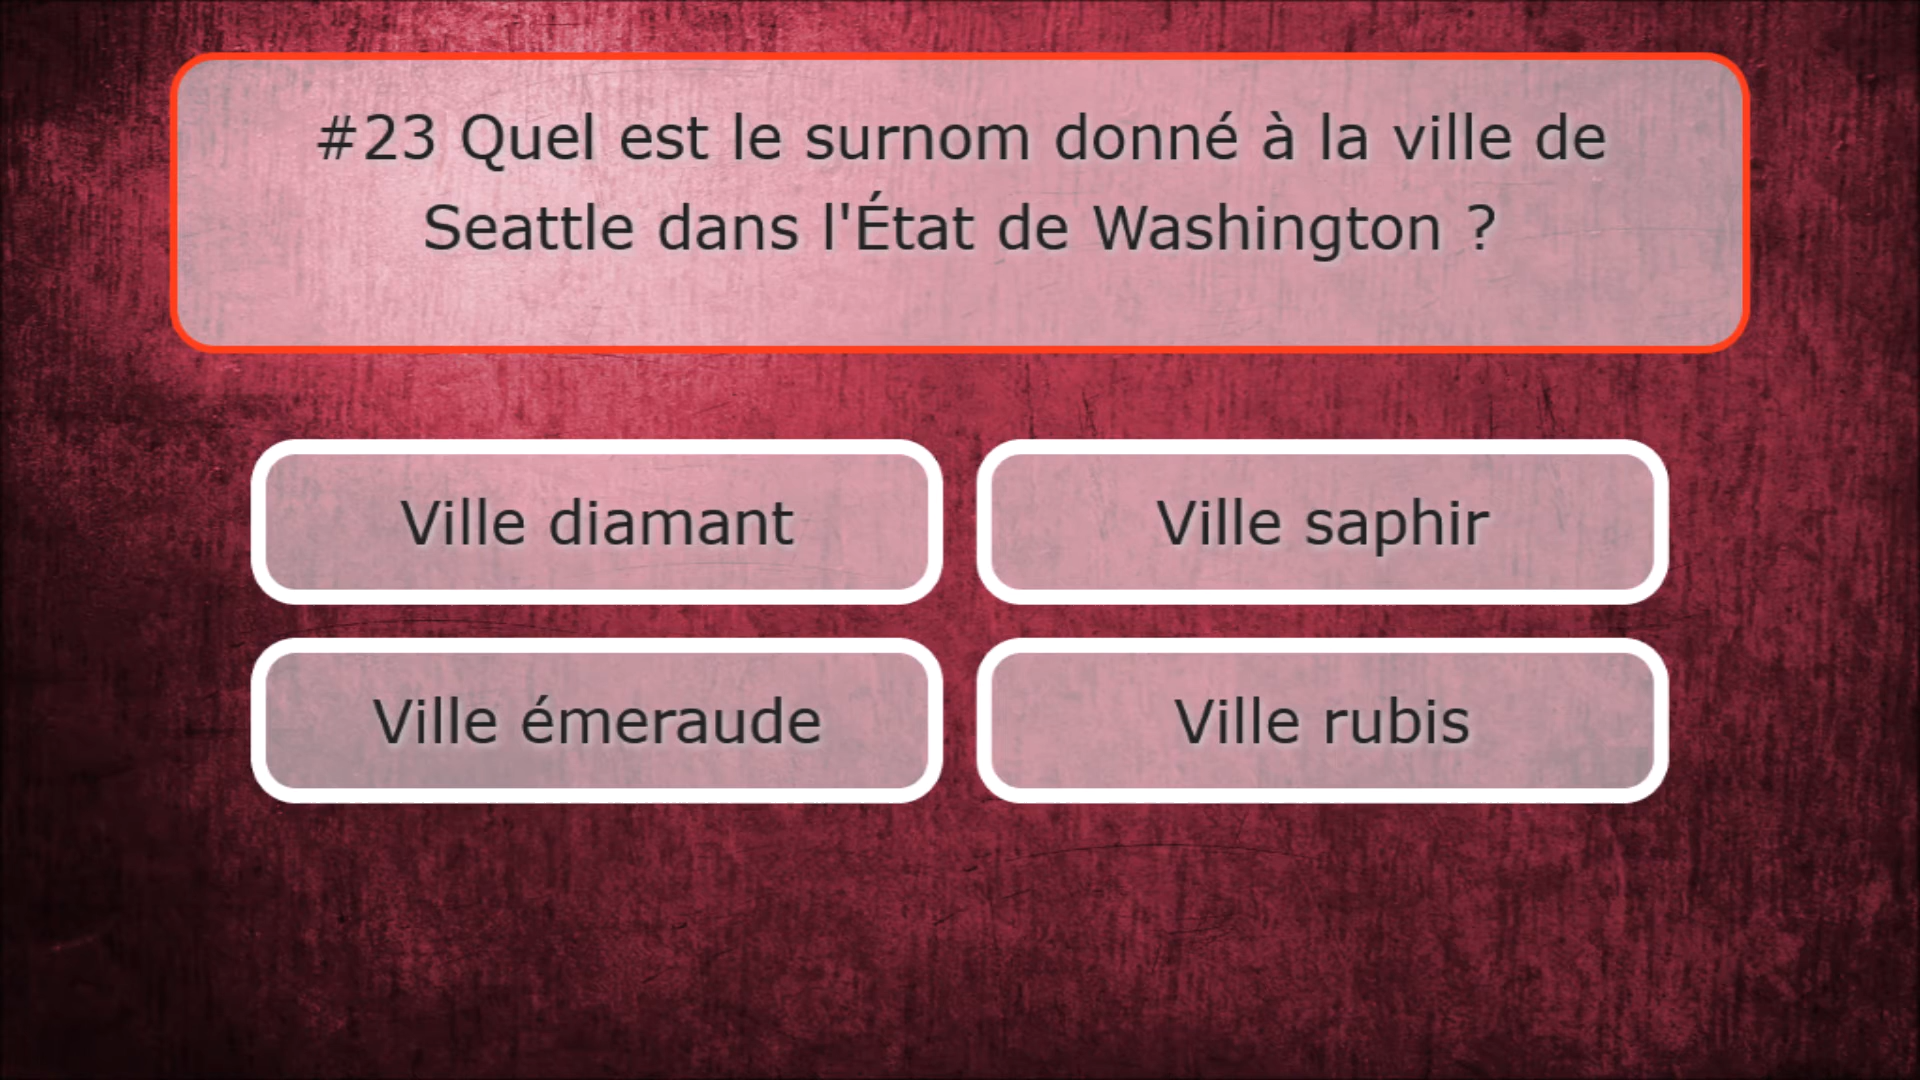 #23 Quel est le surnom donné à la ville de
Seattle dans l'État de Washington ?
Ville diamant
Ville saphir
Ville émeraude
Ville rubis